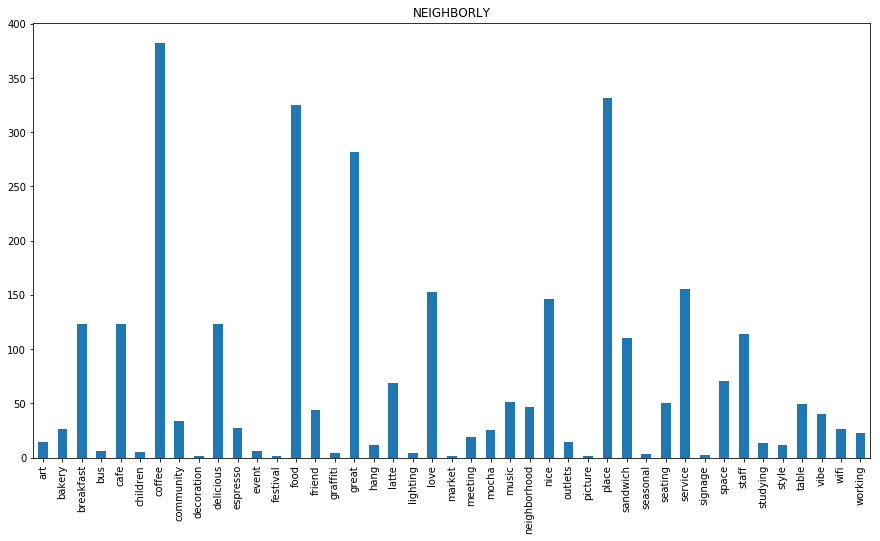 NEIGHBORLY
400
350
300
250
200
150
100
50
0
art
bakery
breakfast
bus
cafe
children
coffee
community
decoration
delicious
espresso
event
festival
food
friend
graffiti
great
hang
latte
lighting
love
market
meeting
mocha
music
neighborhood
nice
outlets
picture
place
sandwich
seasonal
seating
service
signage
space
staff
studying
style
table
vibe
wifi
working